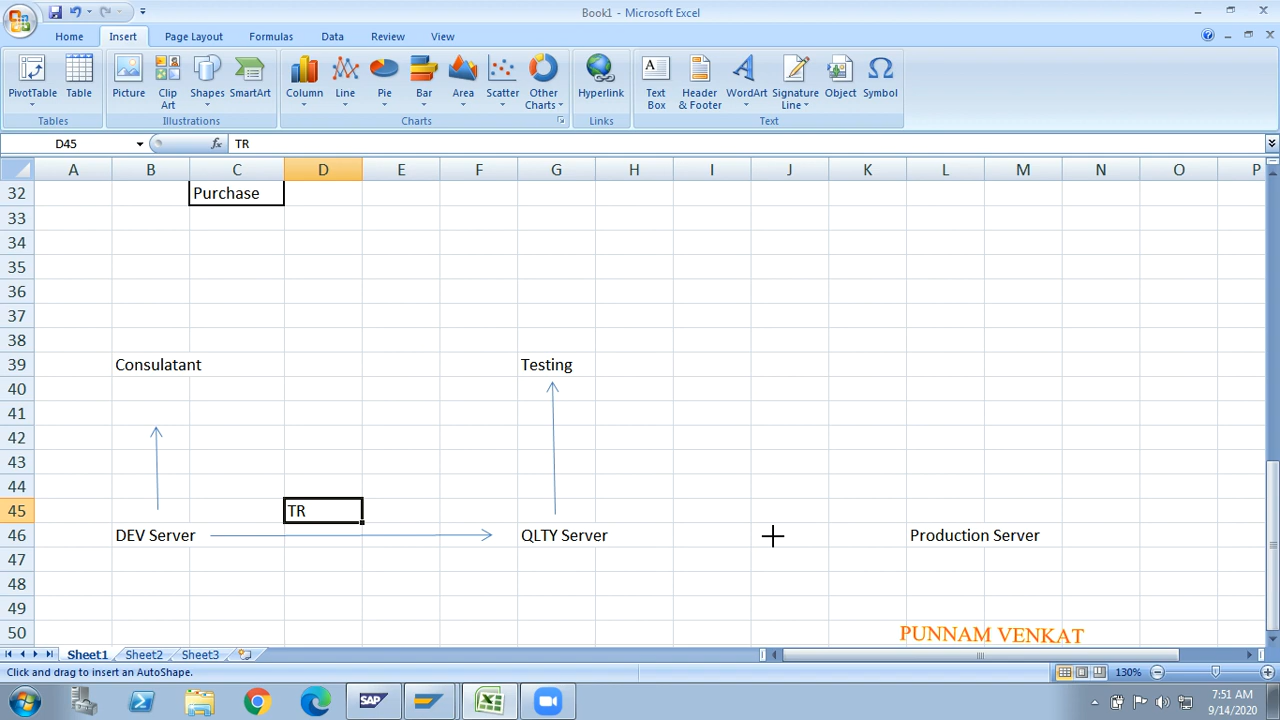 Book1 - Microsoft Excel
Home Insert Page Layout Formulas Data Review View
PivotTable Table Picture Clip Art Shapes SmartArt Column Line Pie Bar Area Scatter Other Charts Hyperlink Text Box Header & Footer WordArt Signature Line Object Symbol
Tables Illustrations Charts Links Text
D45 fx TR
A B C D E F G H I J K L M N O P
32 Purchase
33
34
35
36
37
38
39 Consulatant Testing
40
41
42
43
44
45 TR
46 DEV Server QLTY Server Production Server
47
48
49
50 PUNNAM VENKAT
Sheet1 Sheet2 Sheet3
Click and drag to insert an AutoShape. 130%
SAP
7:51 AM
9/14/2020